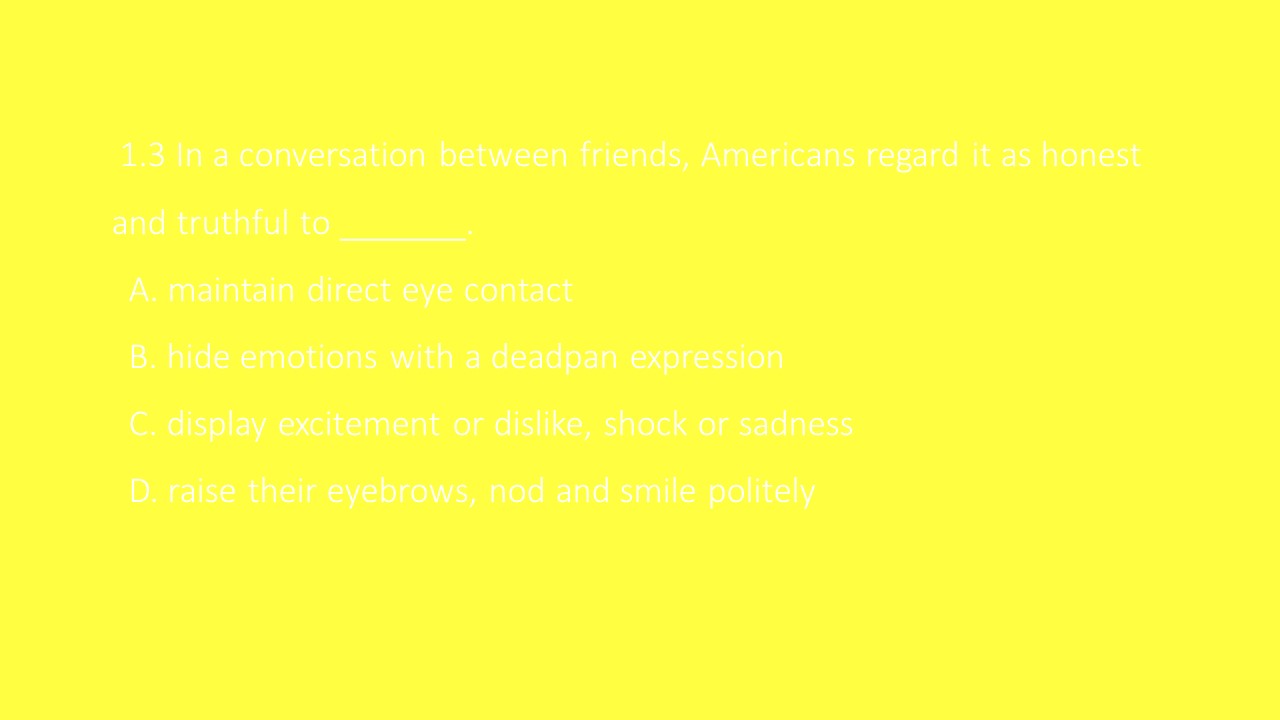 1.3 In a conversation between friends, Americans regard it as honest
and truthful to _______.
A. maintain direct eye contact
B. hide emotions with a deadpan expression
C. display excitement or dislike, shock or sadness
D. raise their eyebrows, nod and smile politely